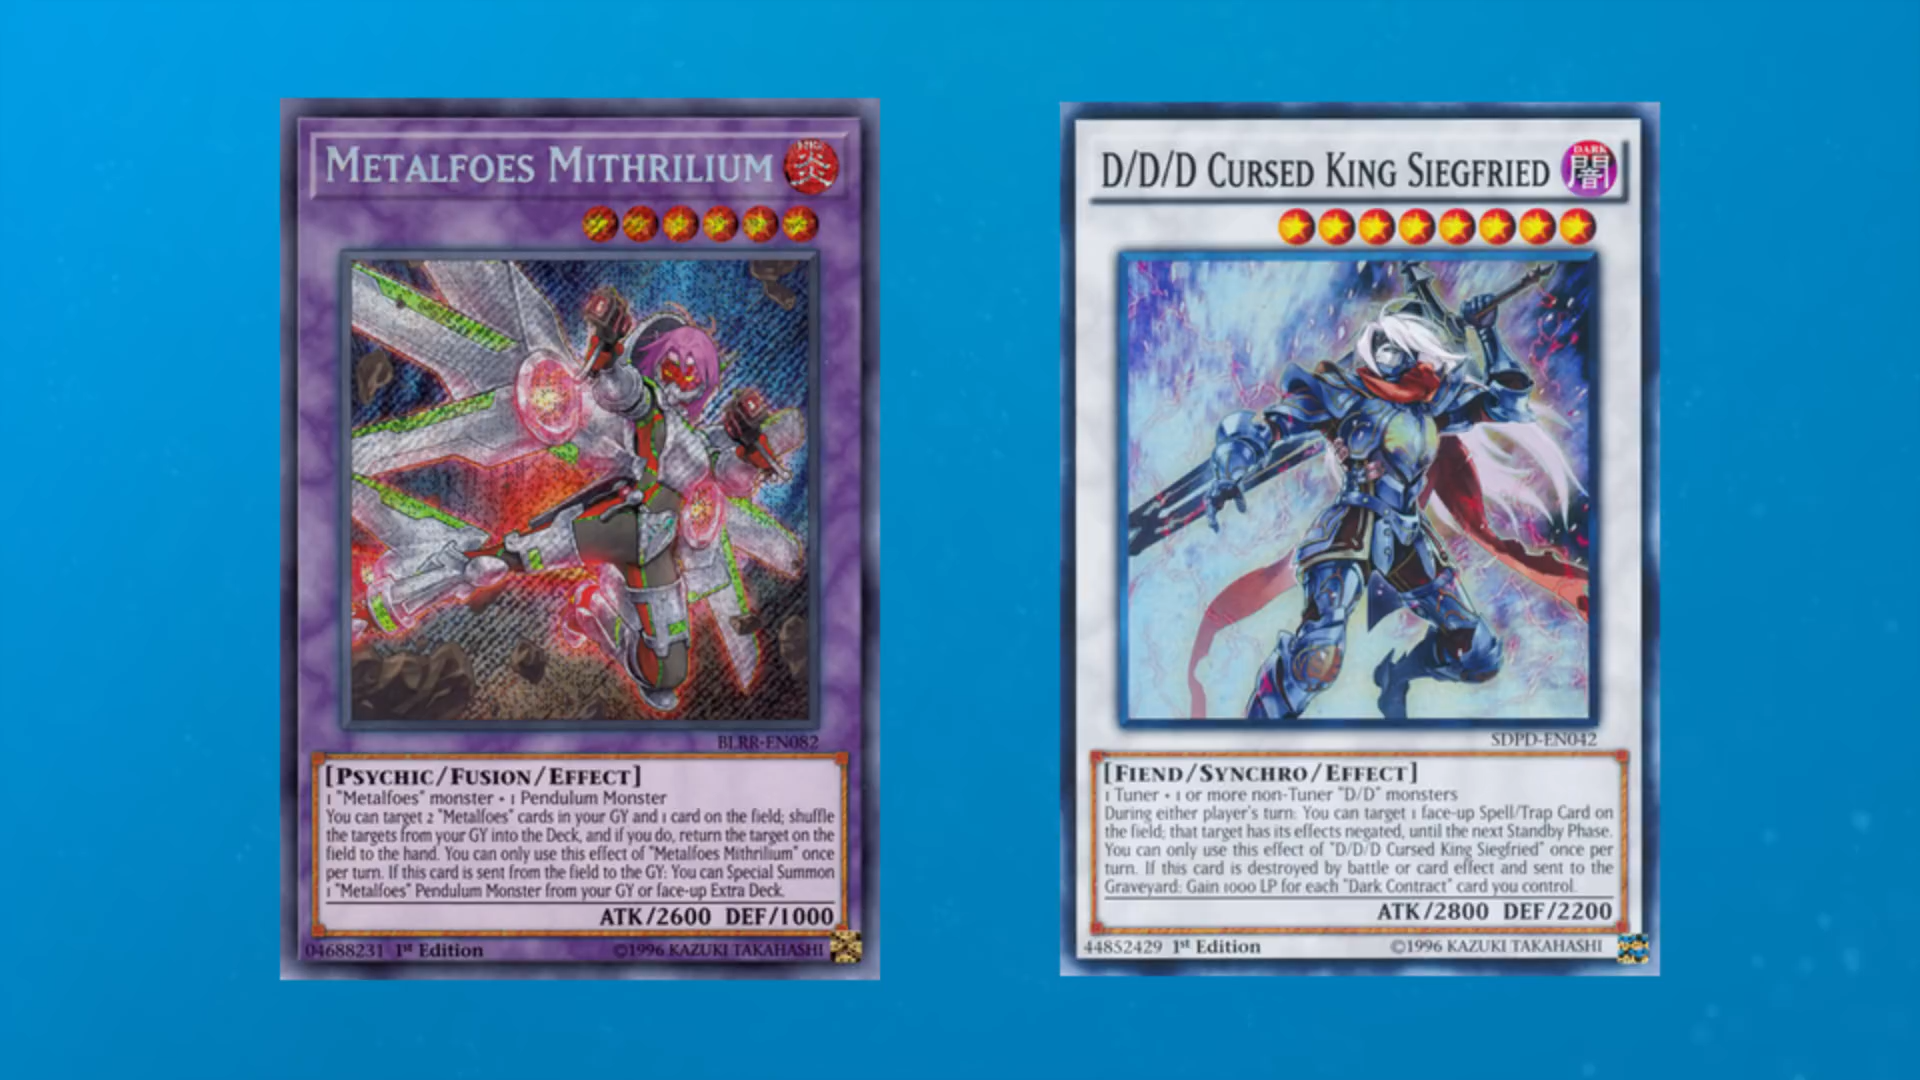 METALFOES MITHRILIUM
BLRR-EN082
[PSYCHIC/FUSION/EFFECT]
1 "Metalfoes" monster + 1 Pendulum Monster
You can target 2 "Metalfoes" cards in your GY and 1 card on the field; shuffle
the targets from your GY into the Deck, and if you do, return the target on the
field to the hand. You can only use this effect of "Metalfoes Mithrilium" once
per turn. If this card is sent from the field to the GY: You can Special Summon
1 "Metalfoes" Pendulum Monster from your GY or face-up Extra Deck.
ATK/2600 DEF/1000
04688231 1st Edition ©1996 KAZUKI TAKAHASHI
D/D/D CURSED KING SIEGFRIED
DARK
闇
SDPD-EN042
[FIEND/SYNCHRO/EFFECT]
1 Tuner + 1 or more non-Tuner "D/D" monsters
During either player's turn: You can target 1 face-up Spell/Trap Card on
the field; that target has its effects negated, until the next Standby Phase.
You can only use this effect of "D/D/D Cursed King Siegfried" once per
turn. If this card is destroyed by battle or card effect and sent to the
Graveyard: Gain 1000 LP for each "Dark Contract" card you control.
ATK/2800 DEF/2200
44852429 1st Edition ©1996 KAZUKI TAKAHASHI